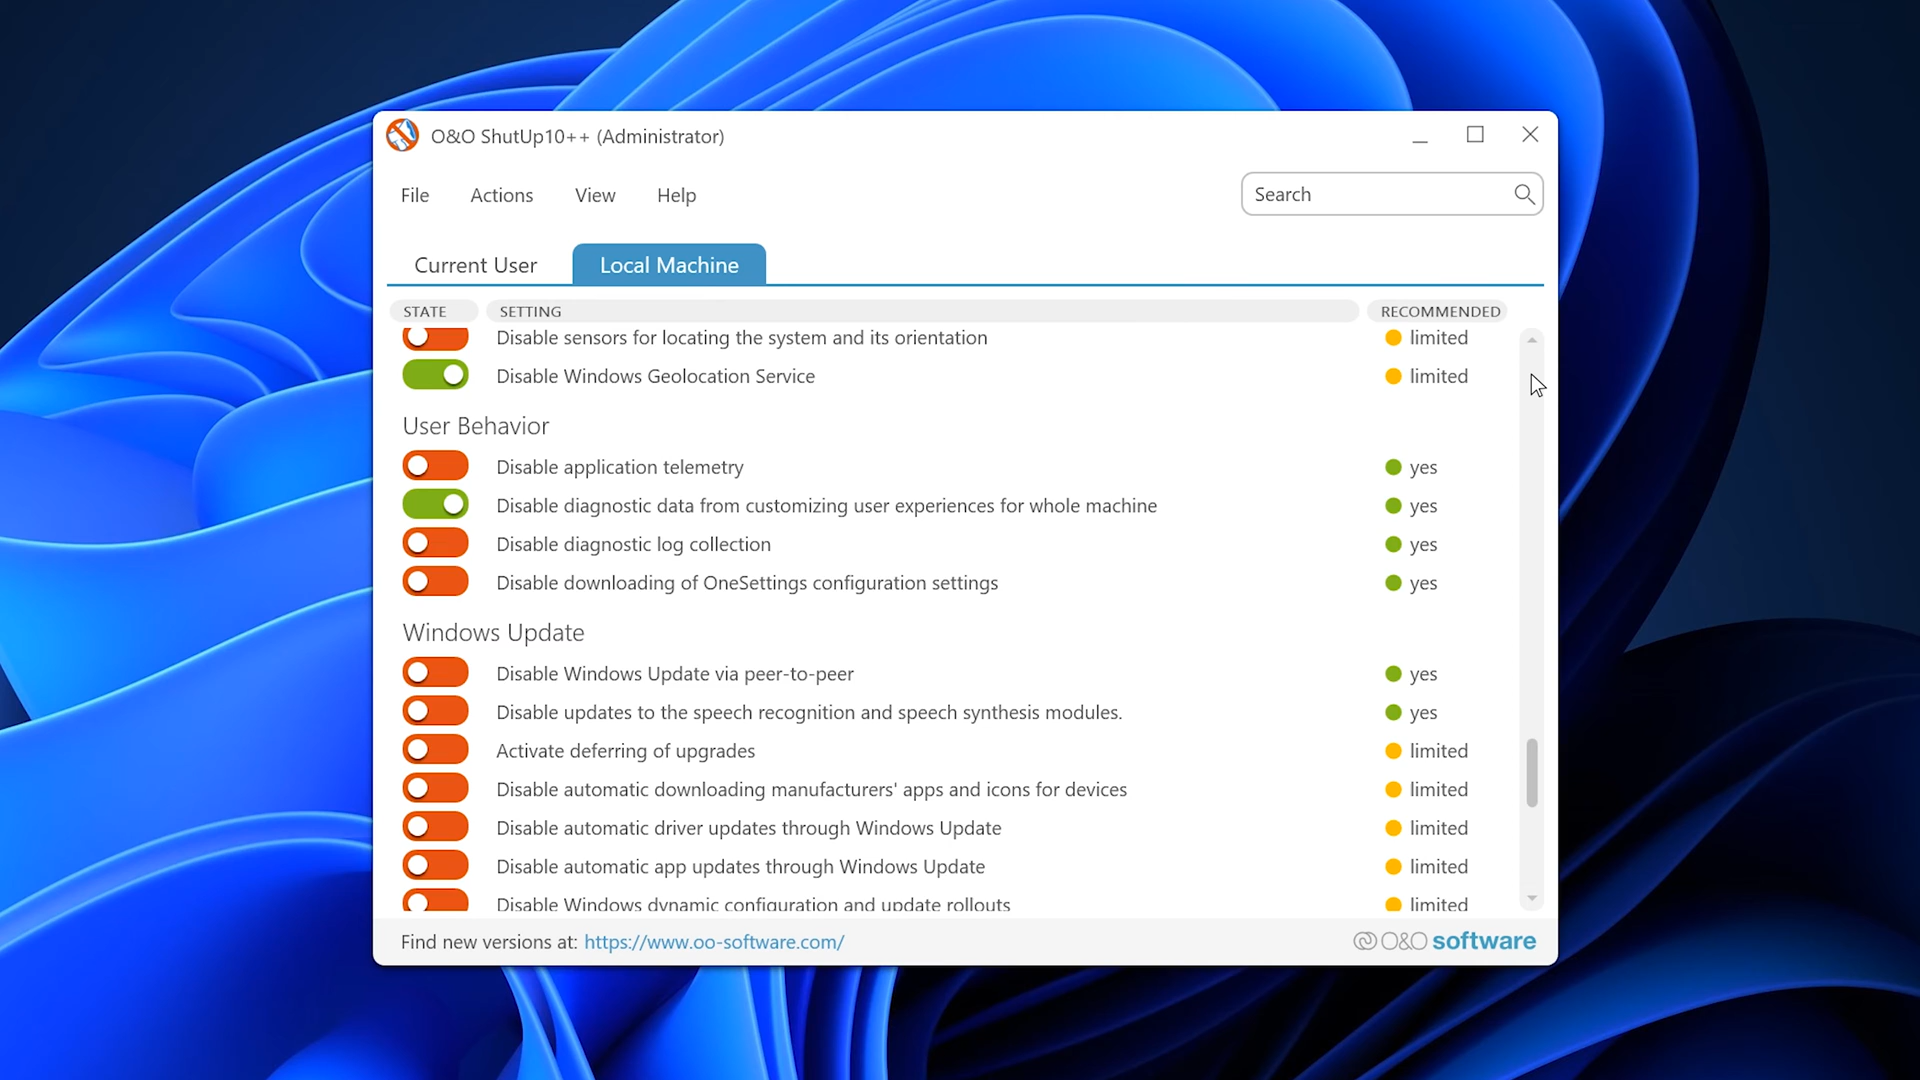 O&O ShutUp10++ (Administrator)
File Actions View Help Search
Current User Local Machine
STATE SETTING RECOMMENDED
Disable sensors for locating the system and its orientation limited
Disable Windows Geolocation Service limited
User Behavior
Disable application telemetry yes
Disable diagnostic data from customizing user experiences for whole machine yes
Disable diagnostic log collection yes
Disable downloading of OneSettings configuration settings yes
Windows Update
Disable Windows Update via peer-to-peer yes
Disable updates to the speech recognition and speech synthesis modules. yes
Activate deferring of upgrades limited
Disable automatic downloading manufacturers' apps and icons for devices limited
Disable automatic driver updates through Windows Update limited
Disable automatic app updates through Windows Update limited
Disable Windows dynamic configuration and update rollouts limited
Find new versions at: https://www.oo-software.com/ O&O software